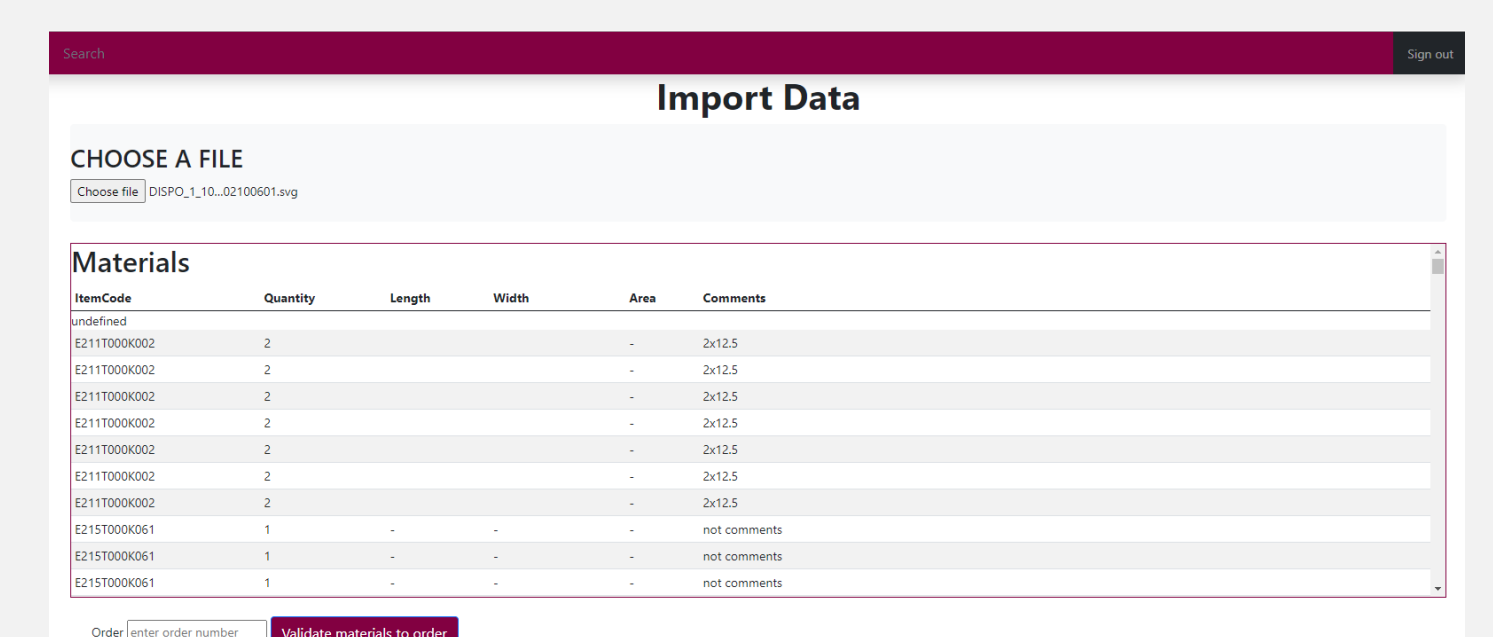 Search Sign out
Import Data
CHOOSE A FILE
Choose file DISPO_1_10...02100601.svg
Materials
ItemCode Quantity Length Width Area Comments
undefined
E211T000K002 2 - 2x12.5
E211T000K002 2 - 2x12.5
E211T000K002 2 - 2x12.5
E211T000K002 2 - 2x12.5
E211T000K002 2 - 2x12.5
E211T000K002 2 - 2x12.5
E211T000K002 2 - 2x12.5
E215T000K061 1 - - - not comments
E215T000K061 1 - - - not comments
E215T000K061 1 - - - not comments
Order enter order number Validate materials to order